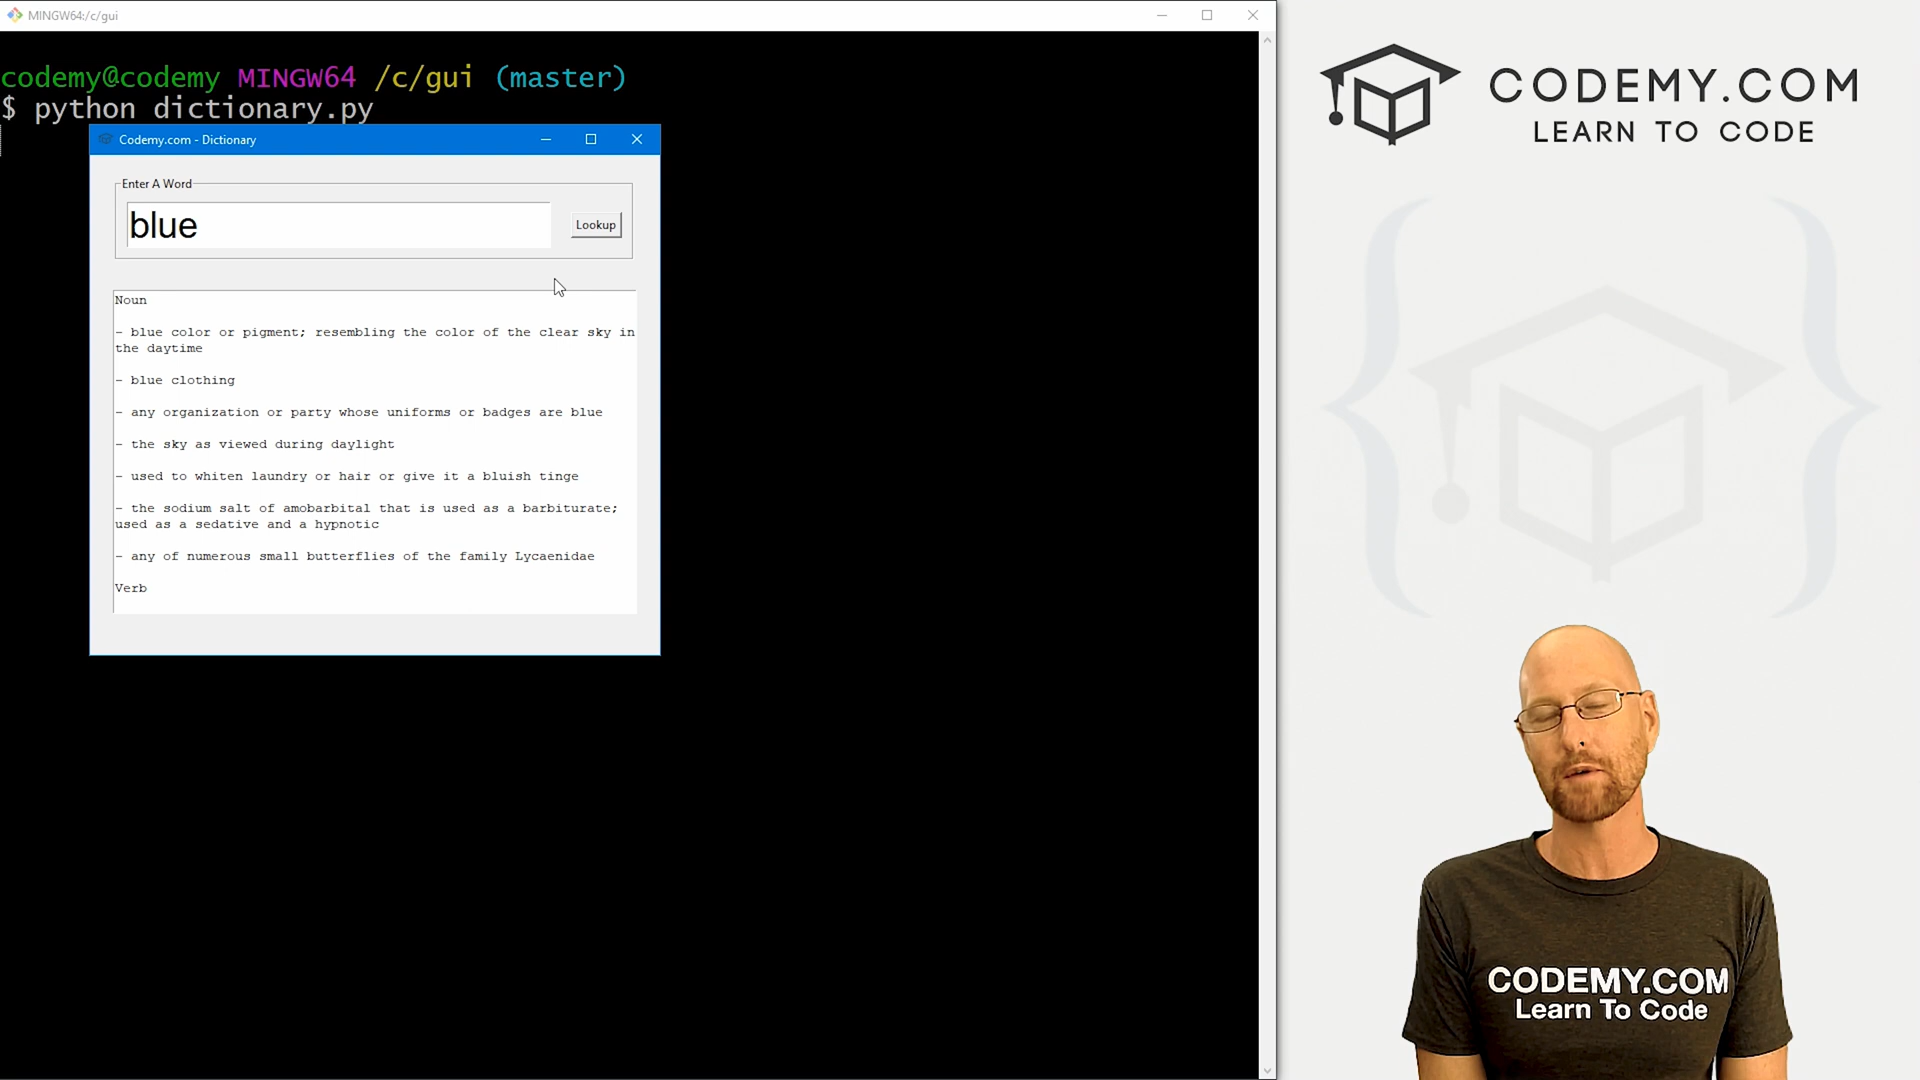 MINGW64:/c/gui
codemy@codemy MINGW64 /c/gui (master)
$ python dictionary.py
Codemy.com - Dictionary
Enter A Word
blue
Lookup
Noun
- blue color or pigment; resembling the color of the clear sky in
the daytime
- blue clothing
- any organization or party whose uniforms or badges are blue
- the sky as viewed during daylight
- used to whiten laundry or hair or give it a bluish tinge
- the sodium salt of amobarbital that is used as a barbiturate;
used as a sedative and a hypnotic
- any of numerous small butterflies of the family Lycaenidae
Verb
CODEMY.COM
LEARN TO CODE
CODEMY.COM
Learn To Code